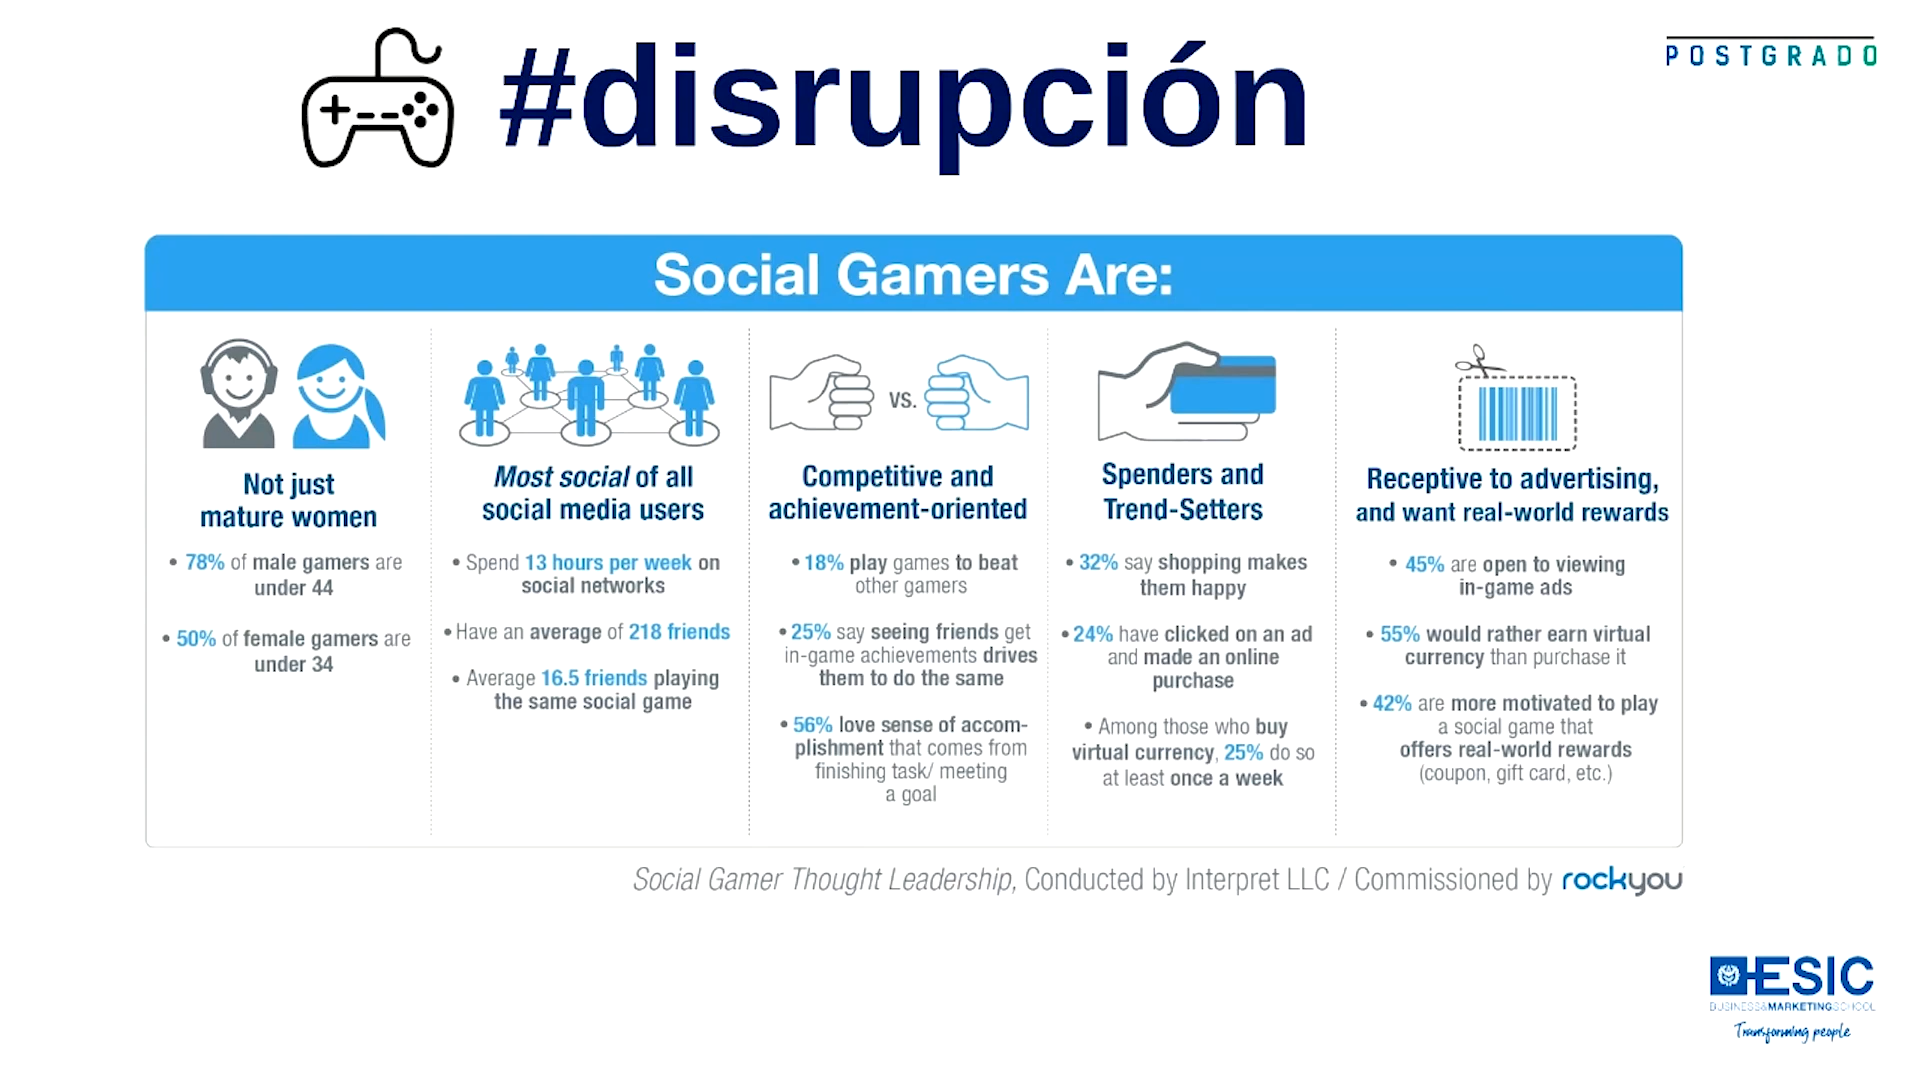 #disrupción
POSTGRADO
Social Gamers Are:
Not just
mature women
• 78% of male gamers are
under 44
• 50% of female gamers are
under 34
Most social of all
social media users
• Spend 13 hours per week on
social networks
• Have an average of 218 friends
• Average 16.5 friends playing
the same social game
vs.
Competitive and
achievement-oriented
• 18% play games to beat
other gamers
• 25% say seeing friends get
in-game achievements drives
them to do the same
• 56% love sense of accom-
plishment that comes from
finishing task/ meeting
a goal
Spenders and
Trend-Setters
• 32% say shopping makes
them happy
• 24% have clicked on an ad
and made an online
purchase
• Among those who buy
virtual currency, 25% do so
at least once a week
Receptive to advertising,
and want real-world rewards
• 45% are open to viewing
in-game ads
• 55% would rather earn virtual
currency than purchase it
• 42% are more motivated to play
a social game that
offers real-world rewards
(coupon, gift card, etc.)
Social Gamer Thought Leadership, Conducted by Interpret LLC / Commissioned by rockyou
ESIC
BUSINESS&MARKETINGSCHOOL
Transforming people